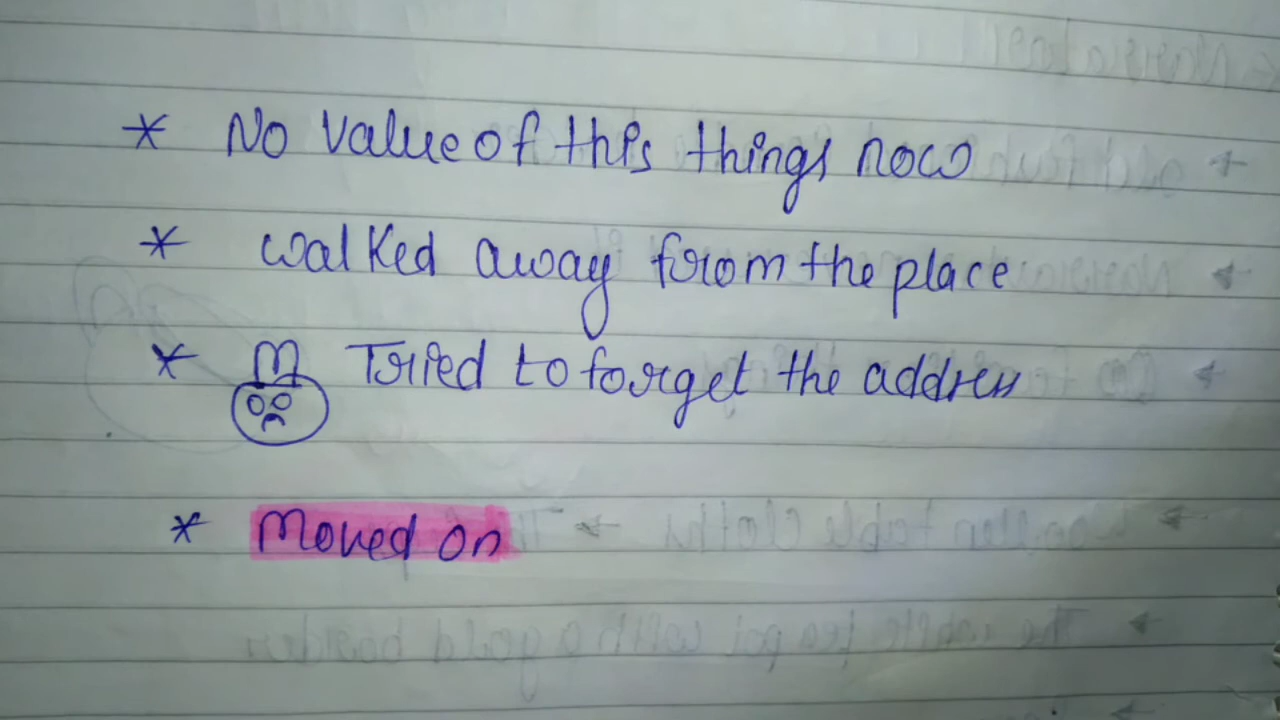 * No value of this things now
* walked away from the place
* m Tried to forget the address
* Moved on